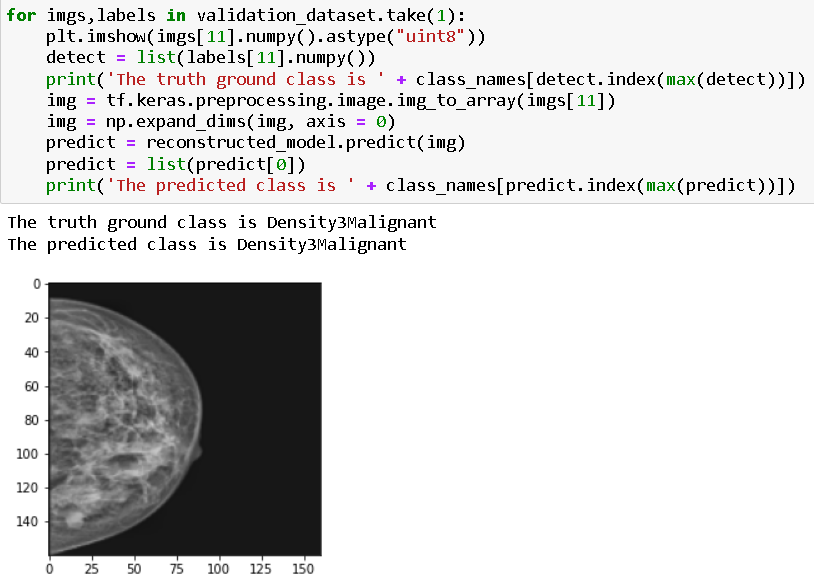 for imgs,labels in validation_dataset.take(1):
    plt.imshow(imgs[11].numpy().astype("uint8"))
    detect = list(labels[11].numpy())
    print('The truth ground class is ' + class_names[detect.index(max(detect))])
    img = tf.keras.preprocessing.image.img_to_array(imgs[11])
    img = np.expand_dims(img, axis = 0)
    predict = reconstructed_model.predict(img)
    predict = list(predict[0])
    print('The predicted class is ' + class_names[predict.index(max(predict))])
The truth ground class is Density3Malignant
The predicted class is Density3Malignant
0
20
40
60
80
100
120
140
0 25 50 75 100 125 150